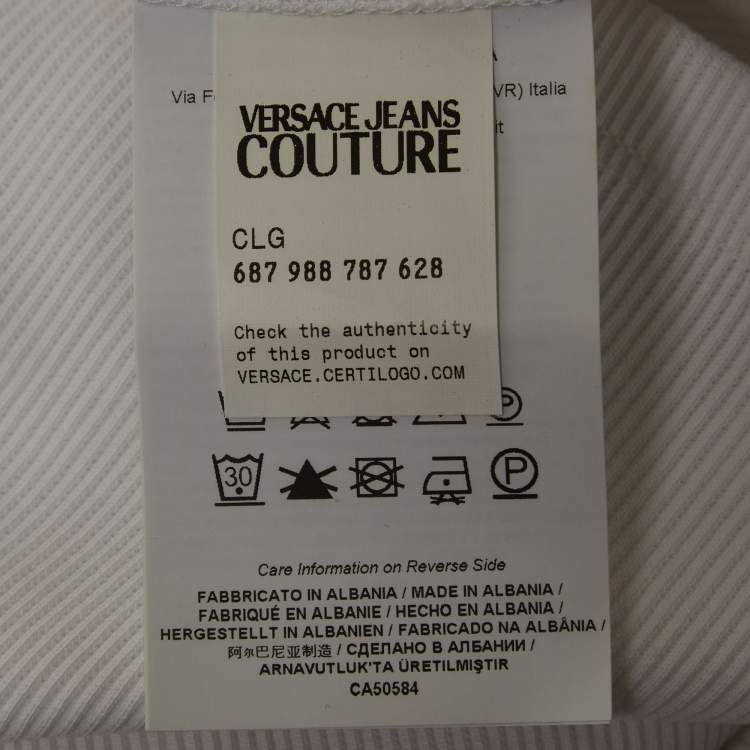 Via F
VR) Italia
it
VERSACE JEANS
COUTURE
CLG
687 988 787 628
Check the authenticity
of this product on
VERSACE.CERTILOGO.COM
P
30 P
Care Information on Reverse Side
FABBRICATO IN ALBANIA / MADE IN ALBANIA /
FABRIQUÉ EN ALBANIE / HECHO EN ALBANIA /
HERGESTELLT IN ALBANIEN / FABRICADO NA ALBÂNIA /
阿尔巴尼亚制造 / СДЕЛАНО В АЛБАНИИ /
ARNAVUTLUK'TA ÜRETILMIŞTIR
CA50584